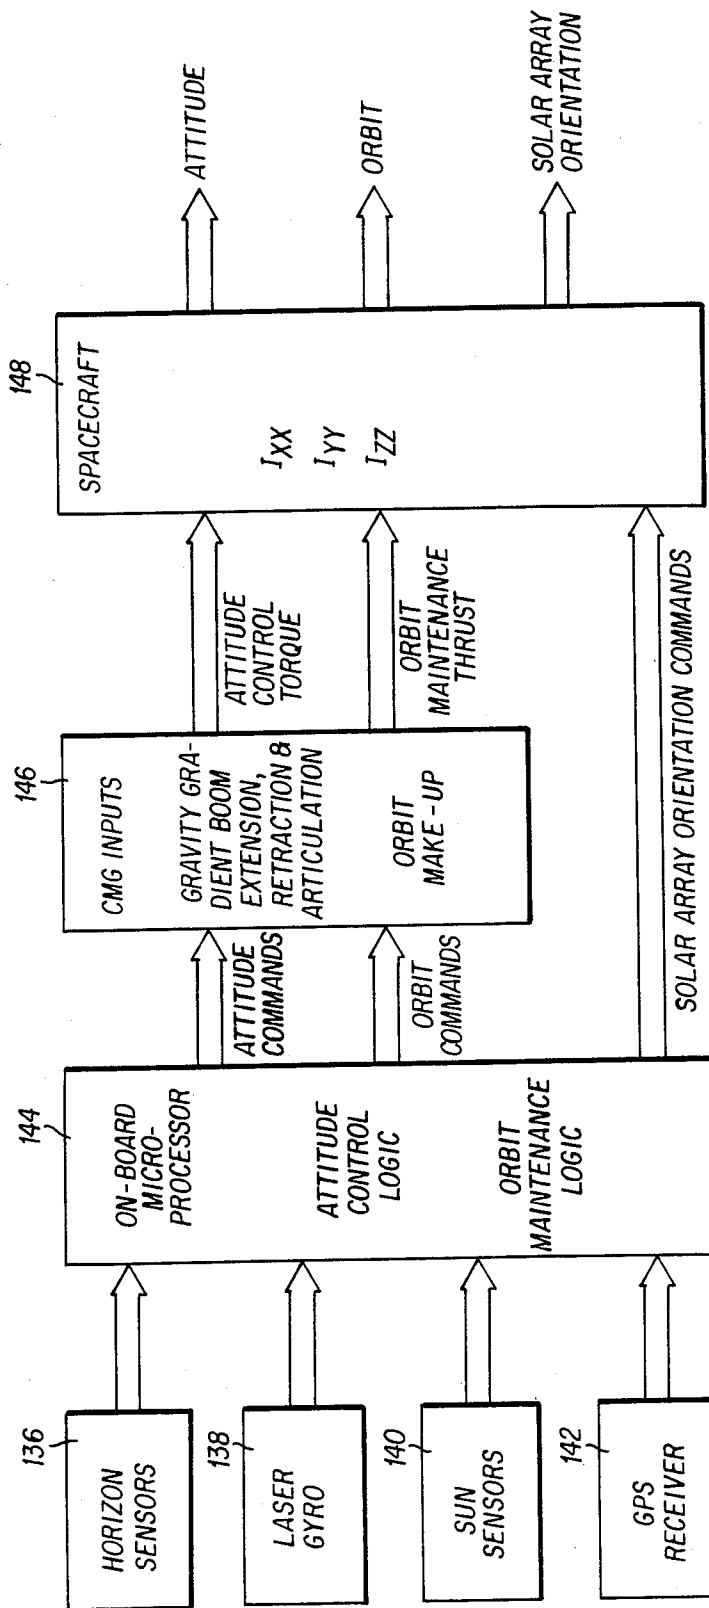 136
HORIZON
SENSORS
138
LASER
GYRO
140
SUN
SENSORS
142
GPS
RECEIVER
144
ON-BOARD
MICRO-
PROCESSOR
ATTITUDE
CONTROL
LOGIC
ORBIT
MAINTENANCE
LOGIC
ATTITUDE
COMMANDS
ORBIT
COMMANDS
SOLAR ARRAY ORIENTATION COMMANDS
146
CMG INPUTS
GRAVITY GRA-
DIENT BOOM
EXTENSION,
RETRACTION &
ARTICULATION
ORBIT
MAKE-UP
ATTITUDE
CONTROL
TORQUE
ORBIT
MAINTENANCE
THRUST
148
SPACECRAFT
IXX
IYY
IZZ
ATTITUDE
ORBIT
SOLAR ARRAY
ORIENTATION